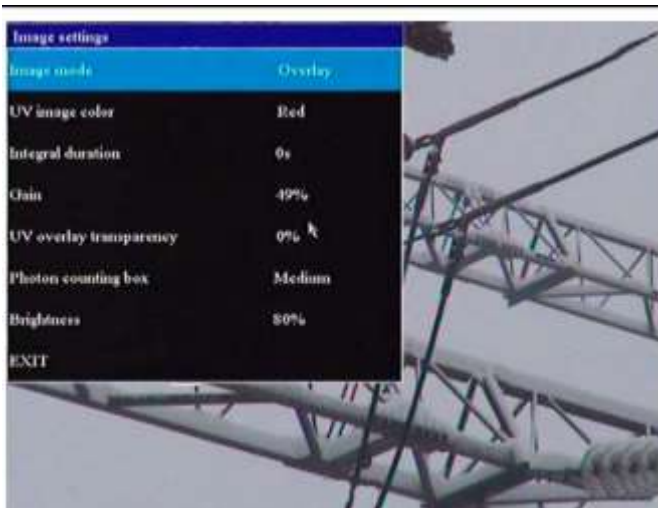 Image settings
Image mode Overlay
UV image color Red
Integral duration 0s
Gain 49%
UV overlay transparency 0%
Photon counting box Medium
Brightness 80%
EXIT